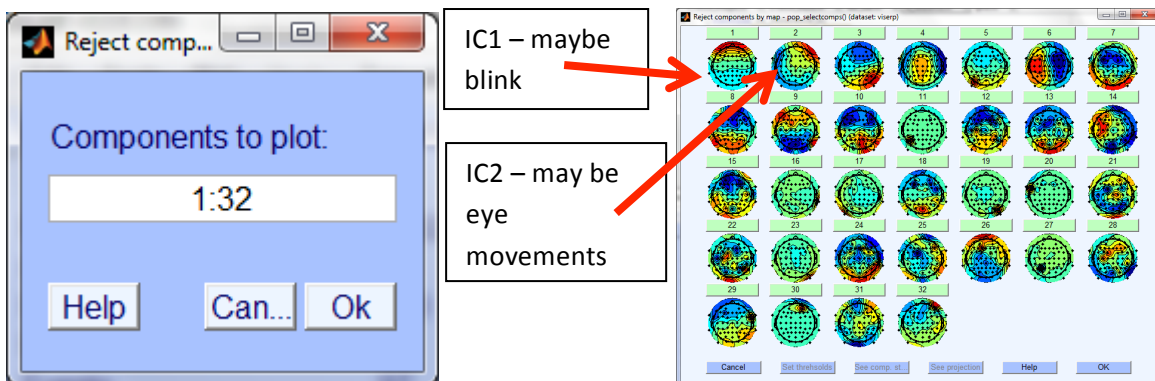 Reject comp...
Components to plot:
1:32
Help Can... Ok
IC1 – maybe
blink
IC2 – may be
eye
movements
Reject components by map - pop_selectcomps() (dataset: viserp)
1 2 3 4 5 6 7
8 9 10 11 12 13 14
15 16 17 18 19 20 21
22 23 24 25 26 27 28
29 30 31 32
Cancel Set threhsolds See comp. st... See projection Help OK